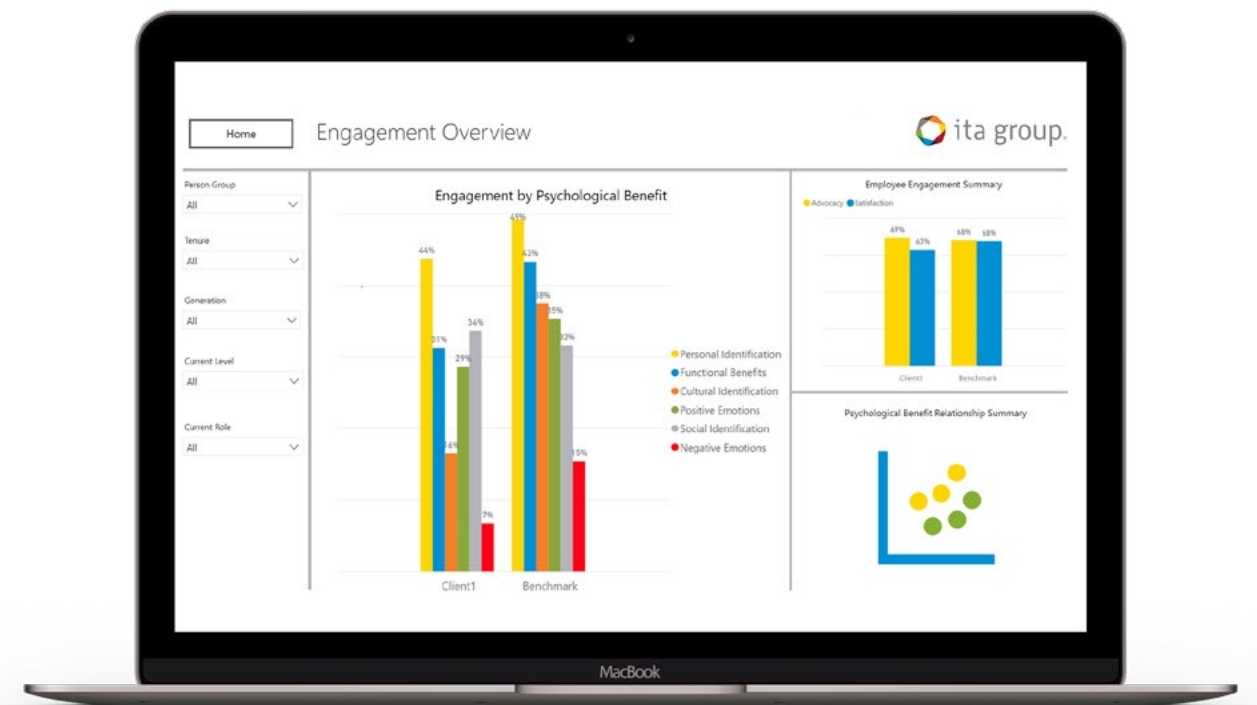 Home
Engagement Overview
ita group.
Person Group
All
Tenure
All
Generation
All
Current Level
All
Current Role
All
Engagement by Psychological Benefit
44%
31%
16%
29%
34%
7%
49%
43%
38%
35%
32%
15%
Client1
Benchmark
Personal Identification
Functional Benefits
Cultural Identification
Positive Emotions
Social Identification
Negative Emotions
Employee Engagement Summary
Advocacy Satisfaction
69%
63%
68%
68%
Client1
Benchmark
Psychological Benefit Relationship Summary
MacBook